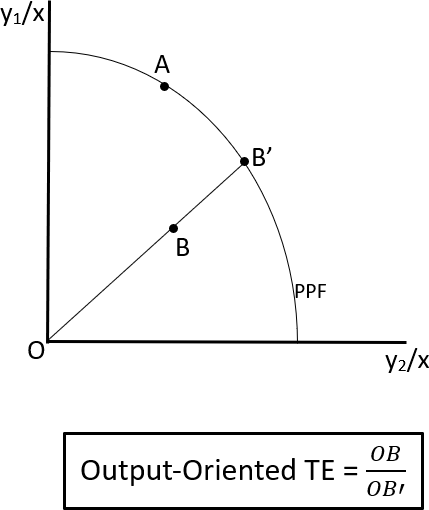 y₁/x
A
B′
B
PPF
O
y₂/x
Output-Oriented TE = OB/OB′